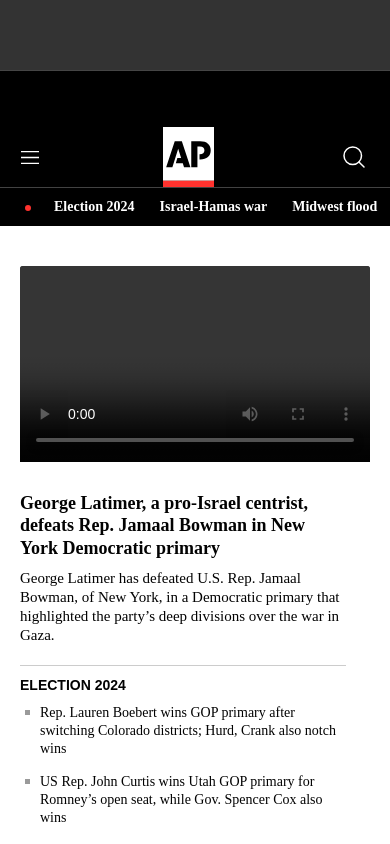 AP
Election 2024 Israel-Hamas war Midwest flood
0:00
George Latimer, a pro-Israel centrist,
defeats Rep. Jamaal Bowman in New
York Democratic primary
George Latimer has defeated U.S. Rep. Jamaal
Bowman, of New York, in a Democratic primary that
highlighted the party’s deep divisions over the war in
Gaza.
ELECTION 2024
Rep. Lauren Boebert wins GOP primary after
switching Colorado districts; Hurd, Crank also notch
wins
US Rep. John Curtis wins Utah GOP primary for
Romney’s open seat, while Gov. Spencer Cox also
wins